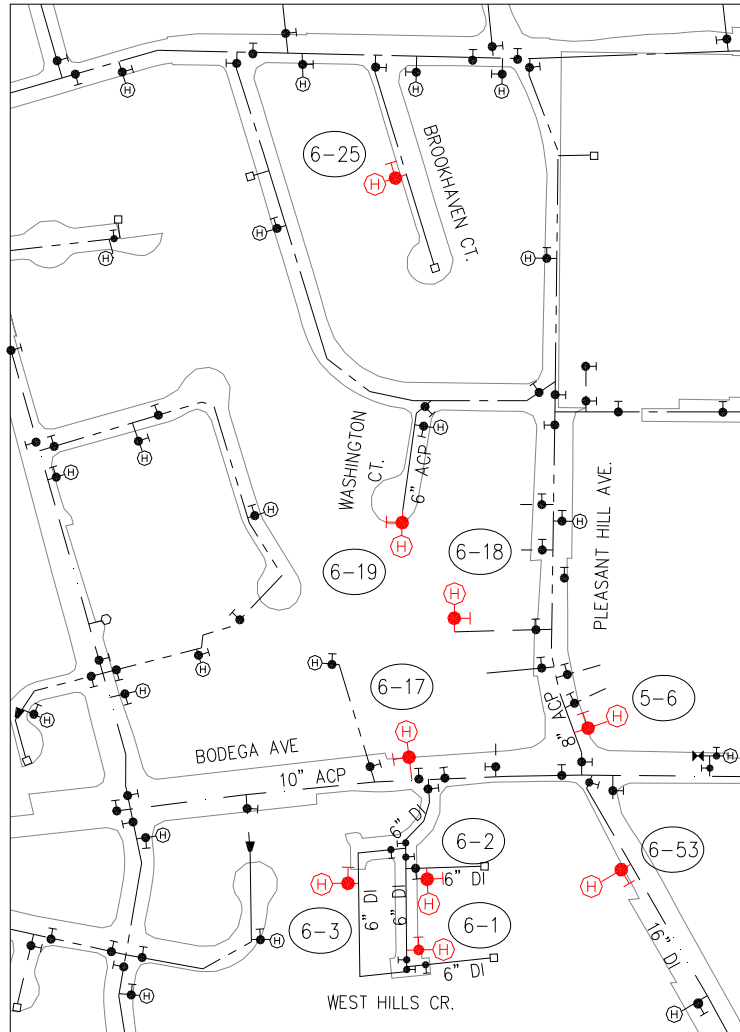 H
H
H
H
6-25
BROOKHAVEN CT.
H
H
H
H
H
WASHINGTON
CT.
6" ACP
H
H
H
H
H
H
6-19
6-18
H
PLEASANT HILL AVE.
H
H
H
6-17
5-6
H
H
H
8" ACP
BODEGA AVE
10" ACP
H
6" DI
H
6-2
6-53
H
H
6" DI
H
6" DI
6" DI
6-3
6-1
H
H
6" DI
16" DI
WEST HILLS CR.
H
H